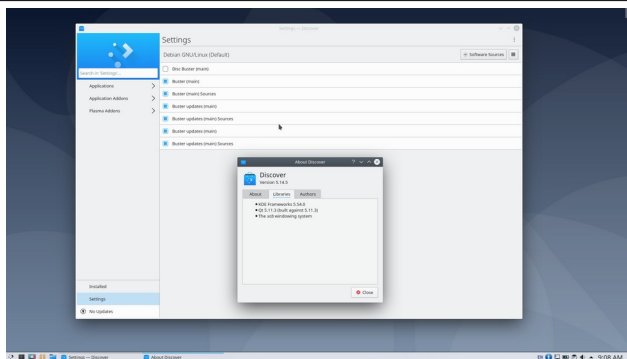 Settings — Discover
Settings
Debian GNU/Linux (Default)
Software Sources
Search in 'Settings'...
Disc Buster (main)
Applications
Buster (main)
Application Addons
Buster (main) Sources
Plasma Addons
Buster updates (main)
Buster updates (main) Sources
Buster updates (main)
Buster updates (main) Sources
About Discover
Discover
Version 5.14.5
About
Libraries
Authors
KDE Frameworks 5.54.0
Qt 5.11.3 (built against 5.11.3)
The xcb windowing system
Close
Installed
Settings
No Updates
Settings — Discover
About Discover
9:08 AM